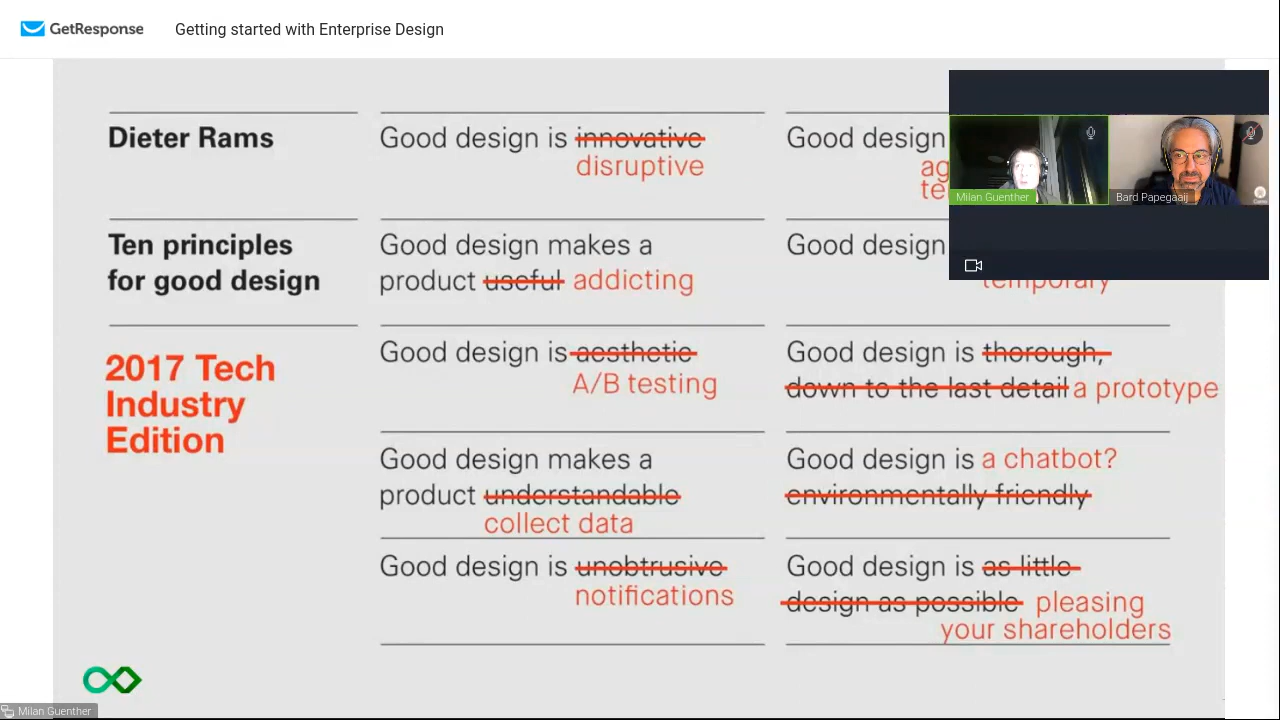 GetResponse Getting started with Enterprise Design
Dieter Rams
Ten principles
for good design
2017 Tech
Industry
Edition
Good design is innovative
disruptive
Good design makes a
product useful addicting
Good design is aesthetic
A/B testing
Good design makes a
product understandable
collect data
Good design is unobtrusive
notifications
Good design
Good design
temporary
Good design is thorough,
down to the last detail a prototype
Good design is a chatbot?
environmentally friendly
Good design is as little
design as possible pleasing
your shareholders
Milan Guenther
Bard Papegaaij
Milan Guenther